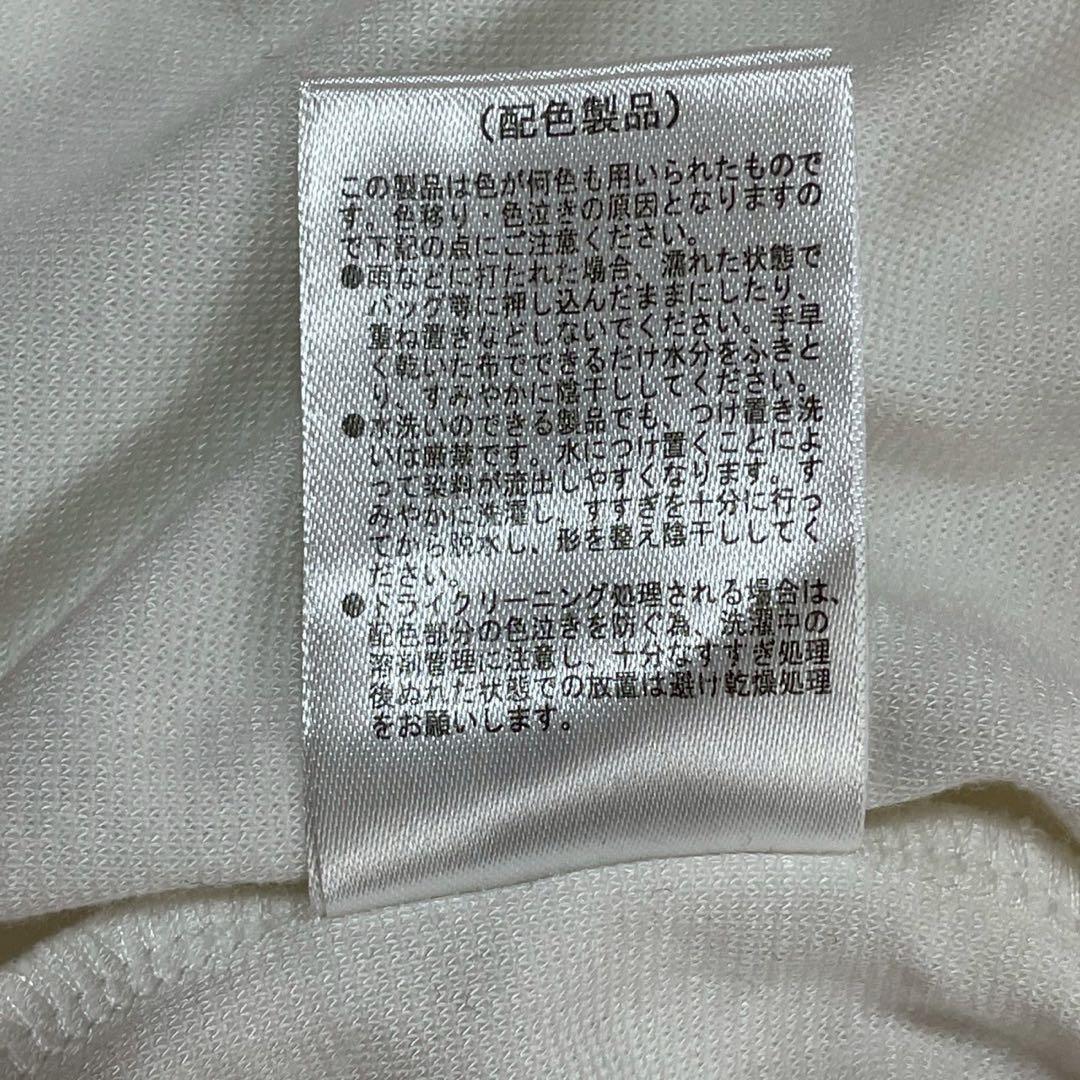 (配色製品)
この製品は色が何色も用いられたもので
す。色移り・色泣きの原因となりますの
で下記の点にご注意ください。
●雨などに打たれた場合、濡れた状態で
バッグ等に押し込んだままにしたり、
重ね置きなどしないでください。手早
く乾いた布でできるだけ水分をふきと
り、すみやかに陰干ししてください。
●水洗いのできる製品でも、つけ置き洗
いは厳禁です。水につけ置くことによ
って染料が流出しやすくなります。す
みやかに洗濯し、すすぎを十分に行っ
てから脱水し、形を整え陰干ししてく
ださい。
●ドライクリーニング処理される場合は、
配色部分の色泣きを防ぐ為、洗濯中の
溶剤管理に注意し、十分なすすぎ処理
後ぬれた状態での放置は避け乾燥処理
をお願いします。